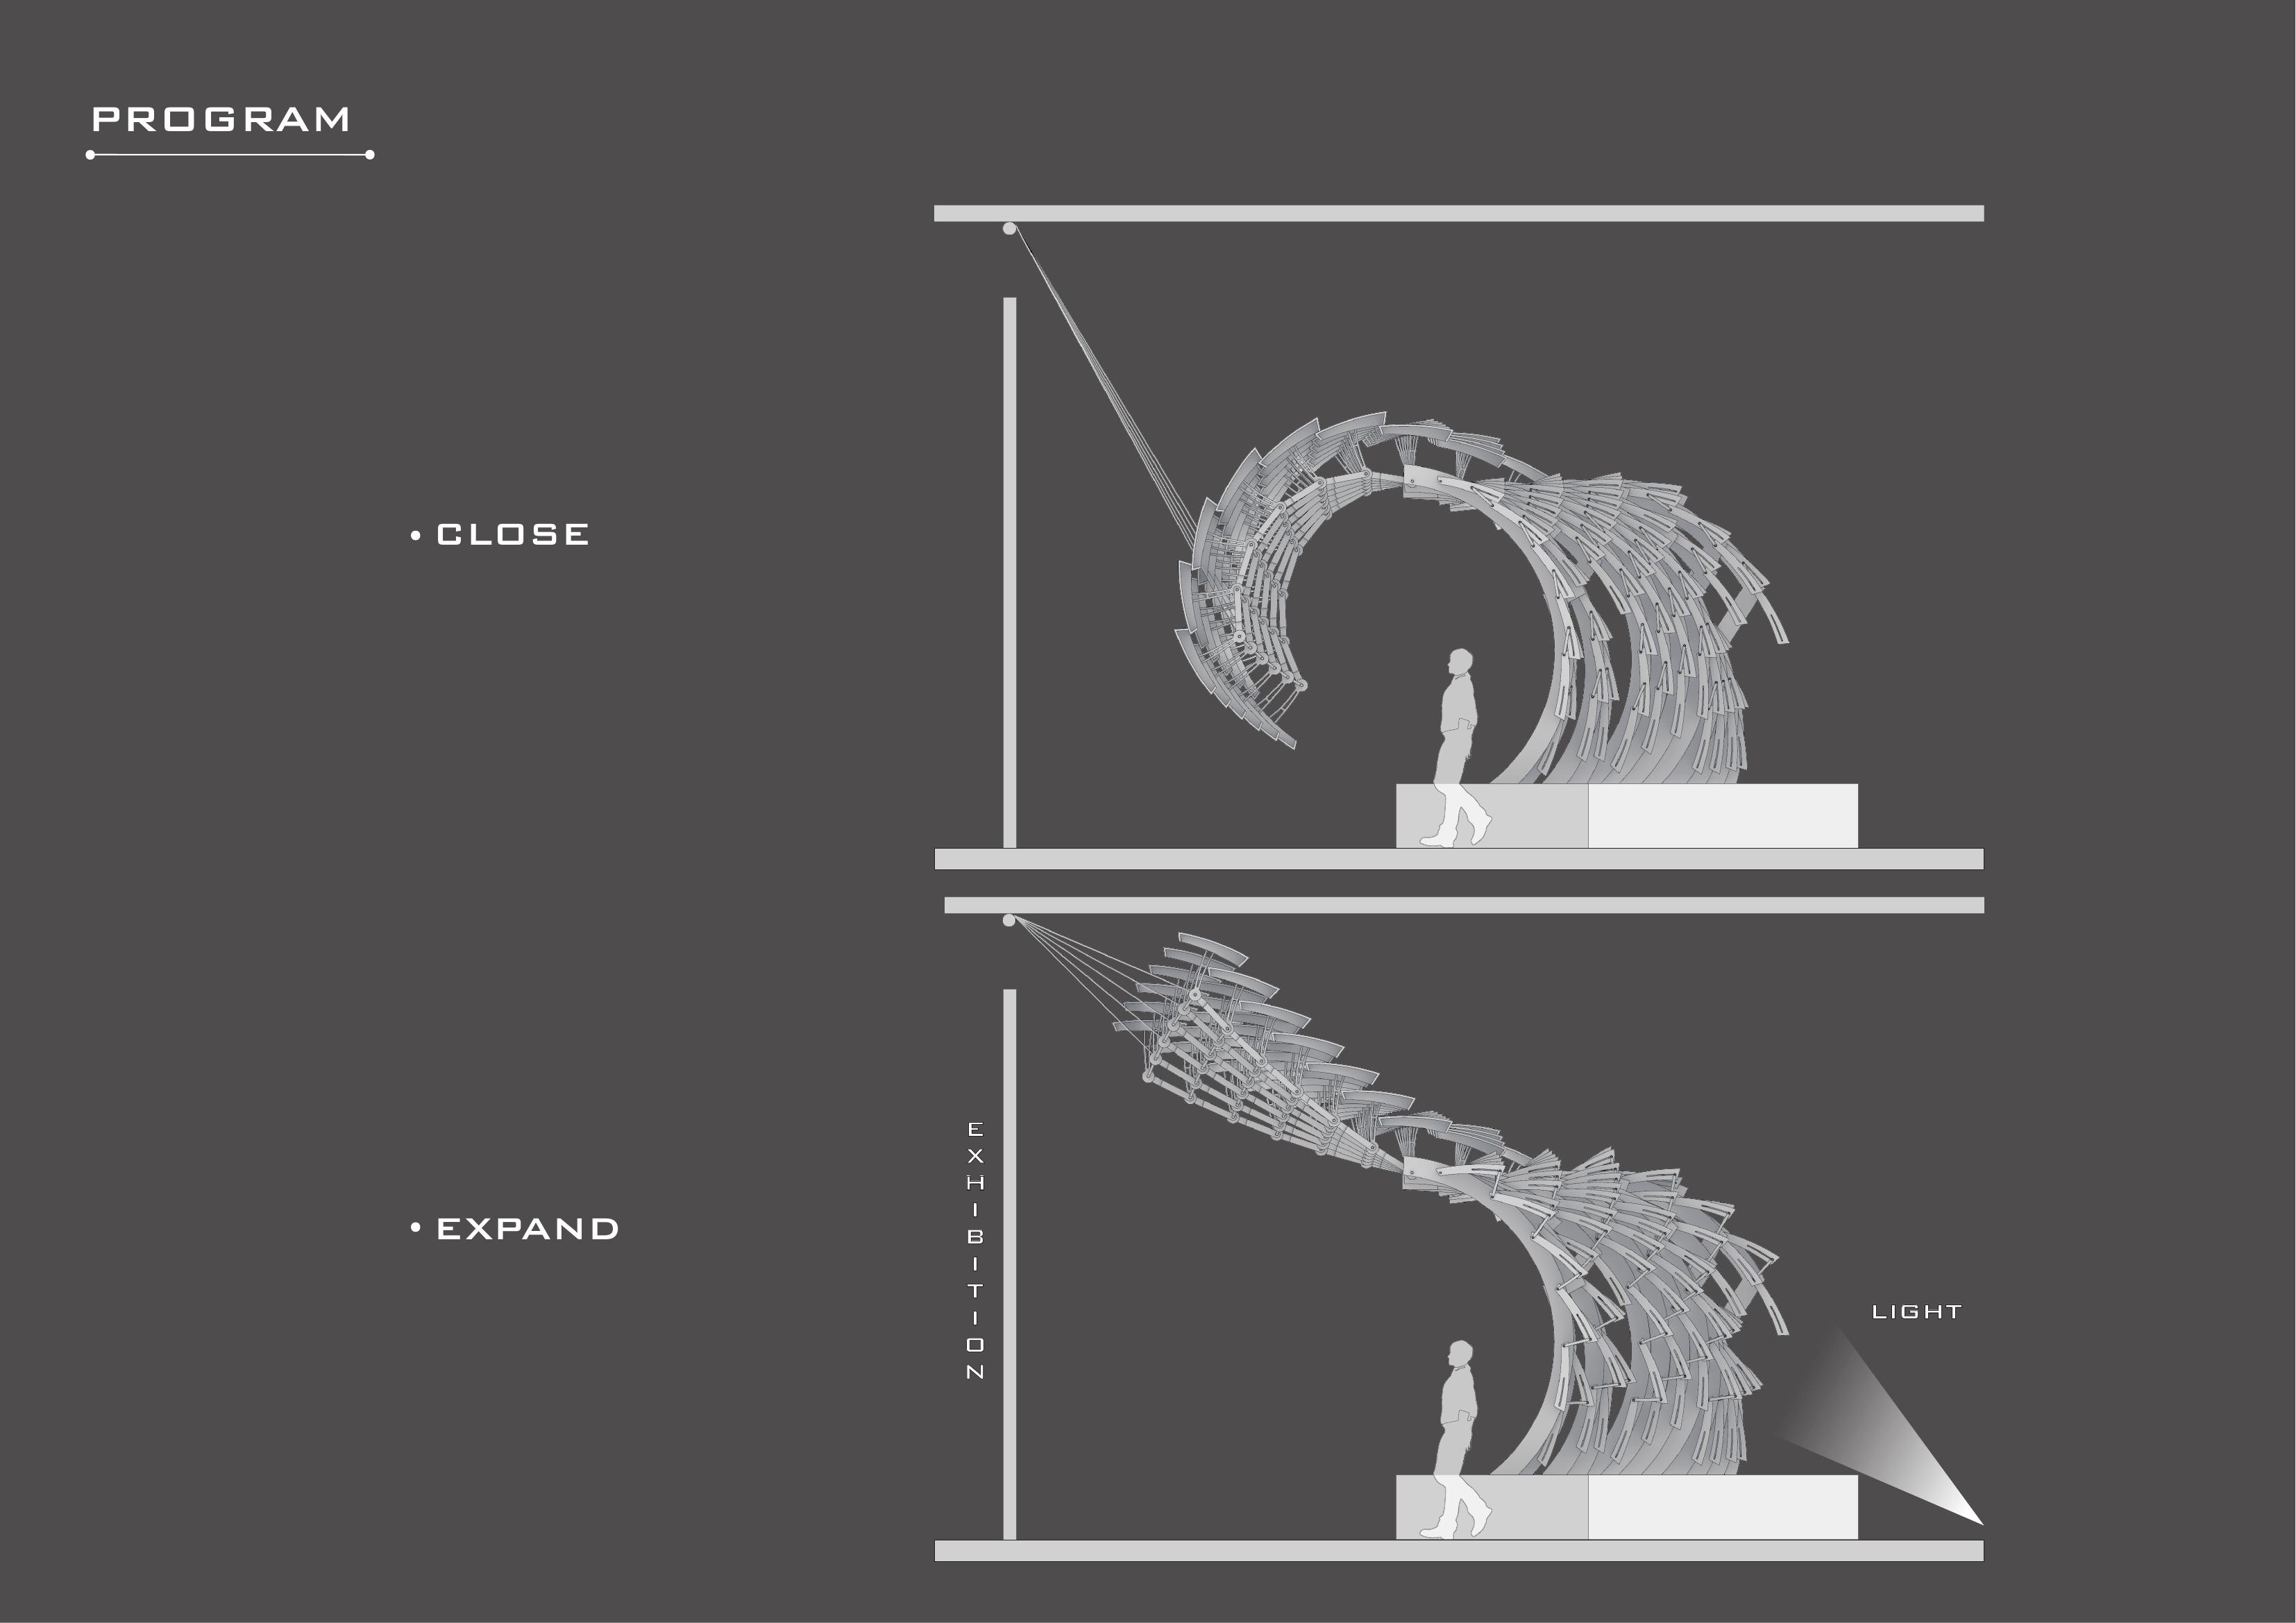 PROGRAM
• CLOSE
• EXPAND
EXHIBITION
LIGHT